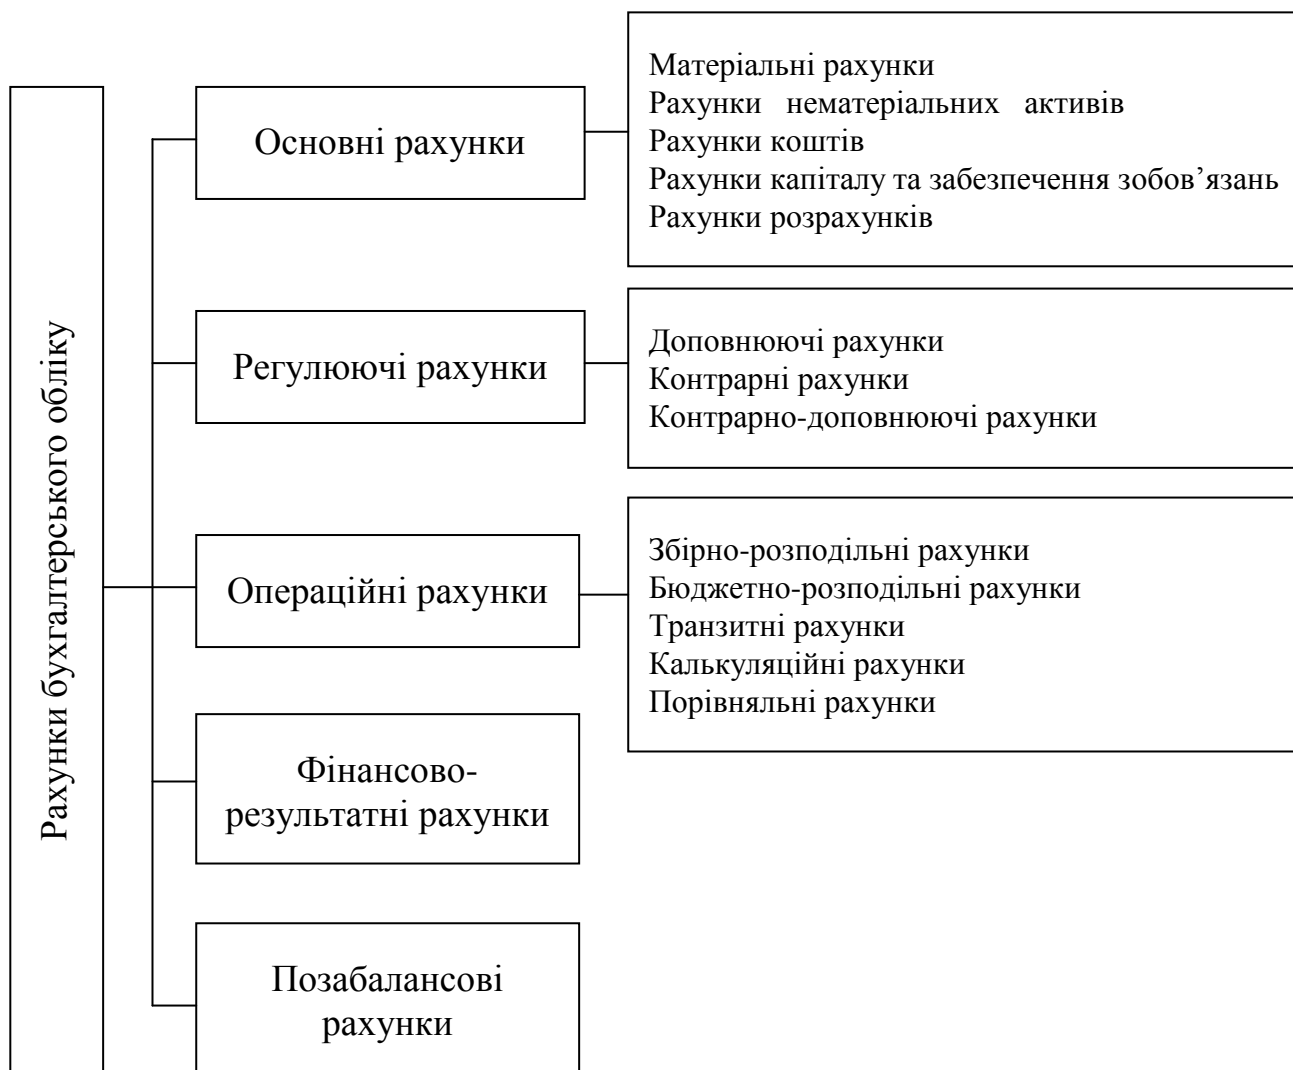 Рахунки бухгалтерського обліку
Основні рахунки
Матеріальні рахунки
Рахунки нематеріальних активів
Рахунки коштів
Рахунки капіталу та забезпечення зобов’язань
Рахунки розрахунків
Регулюючі рахунки
Доповнюючі рахунки
Контрарні рахунки
Контрарно-доповнюючі рахунки
Операційні рахунки
Збірно-розподільні рахунки
Бюджетно-розподільні рахунки
Транзитні рахунки
Калькуляційні рахунки
Порівняльні рахунки
Фінансово-
результатні рахунки
Позабалансові
рахунки